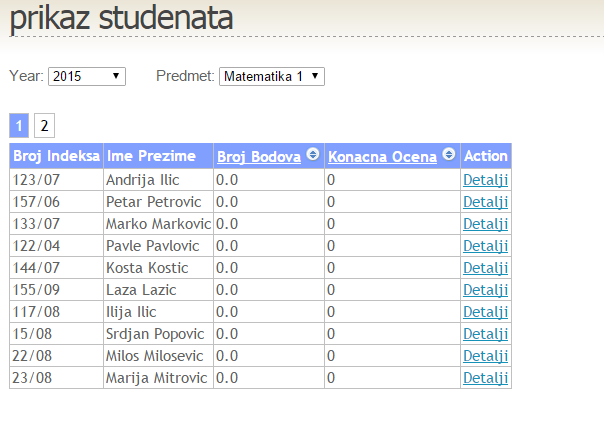 prikaz studenata
Year: 2015 Predmet: Matematika 1
1 2
Broj Indeksa Ime Prezime Broj Bodova Konacna Ocena Action
123/07 Andrija Ilic 0.0 0 Detalji
157/06 Petar Petrovic 0.0 0 Detalji
133/07 Marko Markovic 0.0 0 Detalji
122/04 Pavle Pavlovic 0.0 0 Detalji
144/07 Kosta Kostic 0.0 0 Detalji
155/09 Laza Lazic 0.0 0 Detalji
117/08 Ilija Ilic 0.0 0 Detalji
15/08 Srdjan Popovic 0.0 0 Detalji
22/08 Milos Milosevic 0.0 0 Detalji
23/08 Marija Mitrovic 0.0 0 Detalji